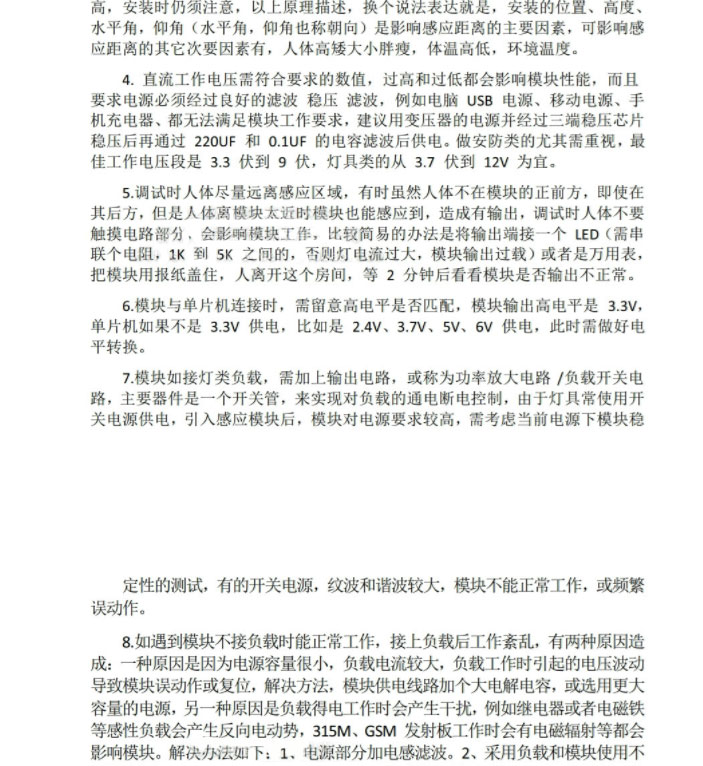 高，安装时仍须注意，以上原理描述，换个说法表达就是，安装的位置、高度、
水平角，仰角（水平角，仰角也称朝向）是影响感应距离的主要因素，可影响感
应距离的其它次要因素有，人体高矮大小胖瘦，体温高低，环境温度。
4. 直流工作电压需符合要求的数值，过高和过低都会影响模块性能，而且
要求电源必须经过良好的滤波 稳压 滤波，例如电脑 USB 电源、移动电源、手
机充电器、都无法满足模块工作要求，建议用变压器的电源并经过三端稳压芯片
稳压后再通过 220UF 和 0.1UF 的电容滤波后供电。做安防类的尤其需重视，最
佳工作电压段是 3.3 伏到 9 伏，灯具类的从 3.7 伏到 12V 为宜。
5.调试时人体尽量远离感应区域，有时虽然人体不在模块的正前方，即使在
其后方，但是人体离模块太近时模块也能感应到，造成有输出，调试时人体不要
触摸电路部分、会影响模块工作，比较简易的办法是将输出端接一个 LED（需串
联个电阻，1K 到 5K 之间的，否则灯电流过大，模块输出过载）或者是万用表，
把模块用报纸盖住，人离开这个房间，等 2 分钟后看看模块是否输出不正常。
6.模块与单片机连接时，需留意高电平是否匹配，模块输出高电平是 3.3V，
单片机如果不是 3.3V 供电，比如是 2.4V、3.7V、5V、6V 供电，此时需做好电
平转换。
7.模块如接灯类负载，需加上输出电路，或称为功率放大电路 /负载开关电
路，主要器件是一个开关管，来实现对负载的通电断电控制，由于灯具常使用开
关电源供电，引入感应模块后，模块对电源要求较高，需考虑当前电源下模块稳
定性的测试，有的开关电源，纹波和谐波较大，模块不能正常工作，或频繁
误动作。
8.如遇到模块不接负载时能正常工作，接上负载后工作紊乱，有两种原因造
成：一种原因是因为电源容量很小，负载电流较大，负载工作时引起的电压波动
导致模块误动作或复位，解决方法，模块供电线路加个大电解电容，或选用更大
容量的电源，另一种原因是负载得电工作时会产生干扰，例如继电器或者电磁铁
等感性负载会产生反向电动势，315M、GSM 发射板工作时会有电磁辐射等都会
影响模块。解决办法如下：1、电源部分加电感滤波。2、采用负载和模块使用不